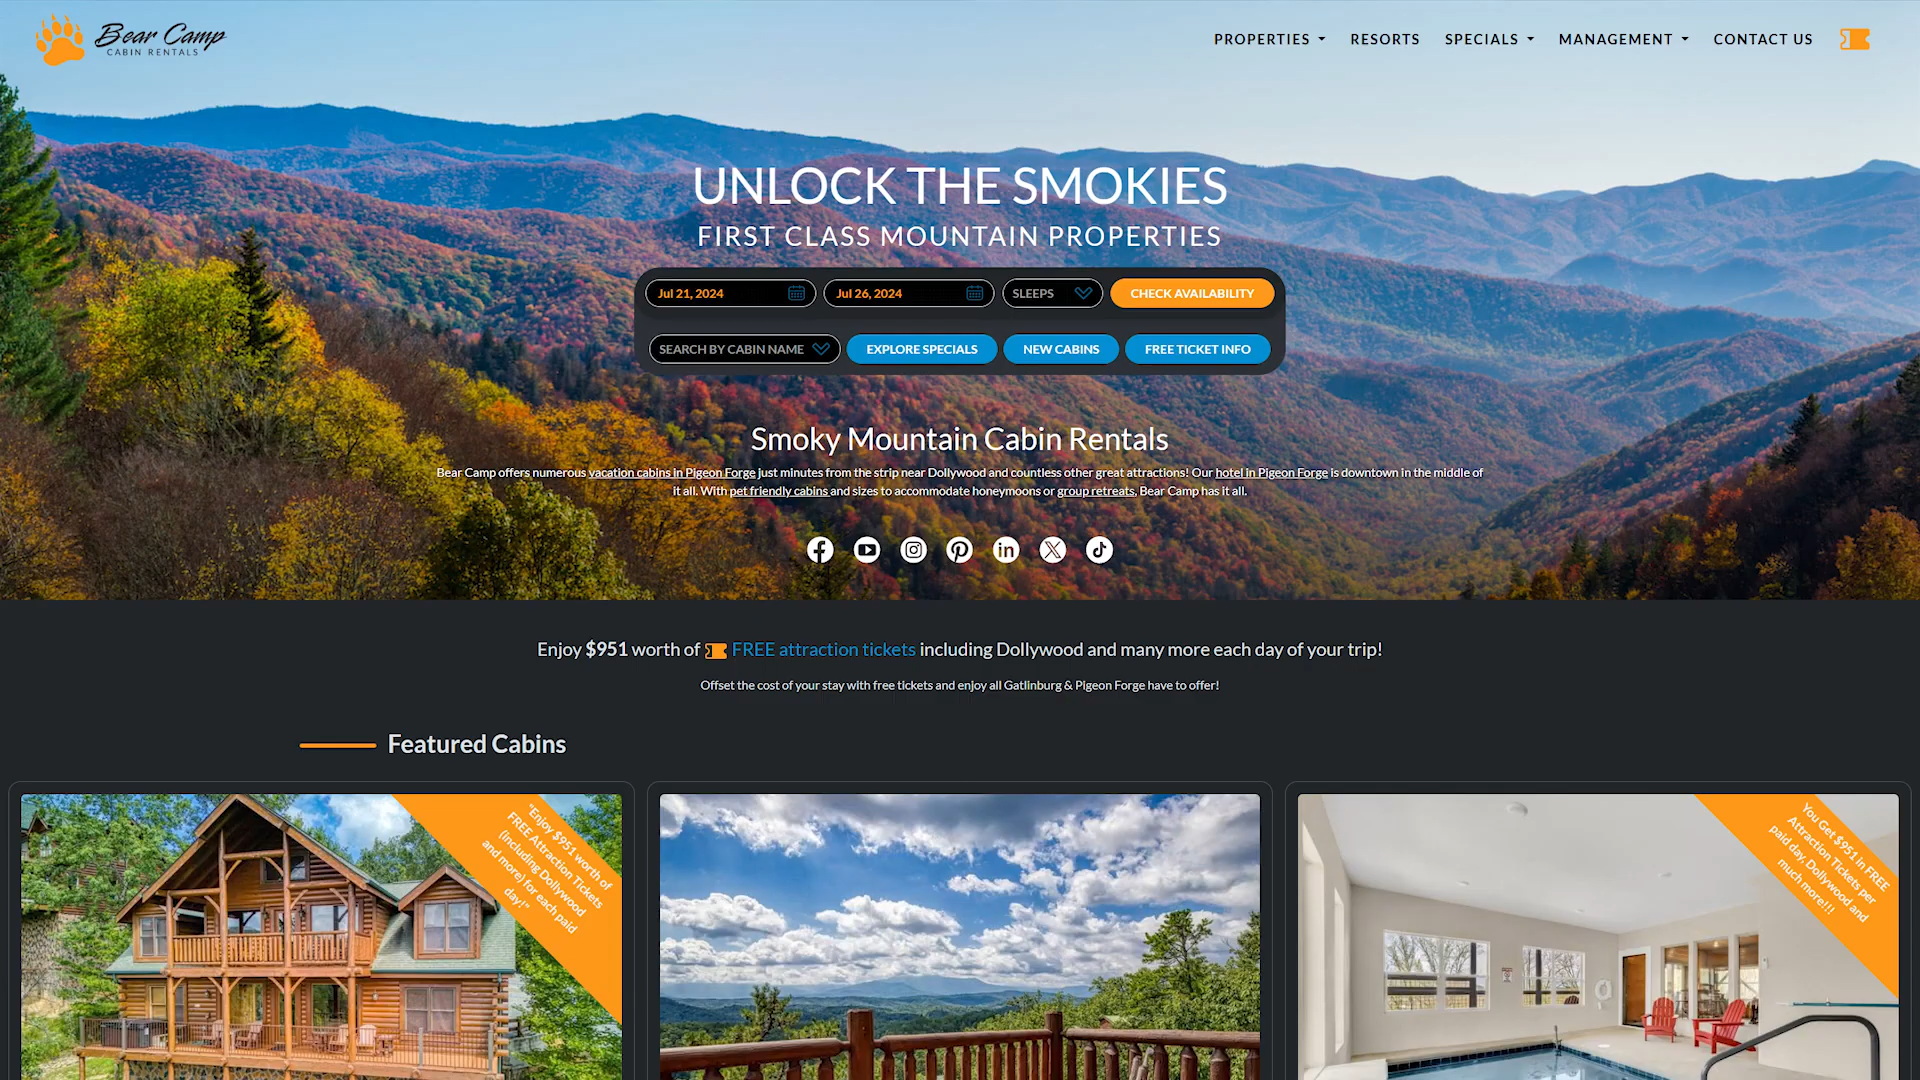 Bear Camp
CABIN RENTALS
PROPERTIES
RESORTS
SPECIALS
MANAGEMENT
CONTACT US
UNLOCK THE SMOKIES
FIRST CLASS MOUNTAIN PROPERTIES
Jul 21, 2024
Jul 26, 2024
SLEEPS
CHECK AVAILABILITY
SEARCH BY CABIN NAME
EXPLORE SPECIALS
NEW CABINS
FREE TICKET INFO
Smoky Mountain Cabin Rentals
Bear Camp offers numerous vacation cabins in Pigeon Forge just minutes from the strip near Dollywood and countless other great attractions! Our hotel in Pigeon Forge is downtown in the middle of
it all. With pet friendly cabins and sizes to accommodate honeymoons or group retreats, Bear Camp has it all.
Enjoy $951 worth of FREE attraction tickets including Dollywood and many more each day of your trip!
Offset the cost of your stay with free tickets and enjoy all Gatlinburg & Pigeon Forge have to offer!
Featured Cabins
"Enjoy $951 worth of
FREE Attraction Tickets
(Including Dollywood
and more) for each paid
day!"
You Get $951 in FREE
Attraction Tickets per
paid day, Dollywood and
much more!!!